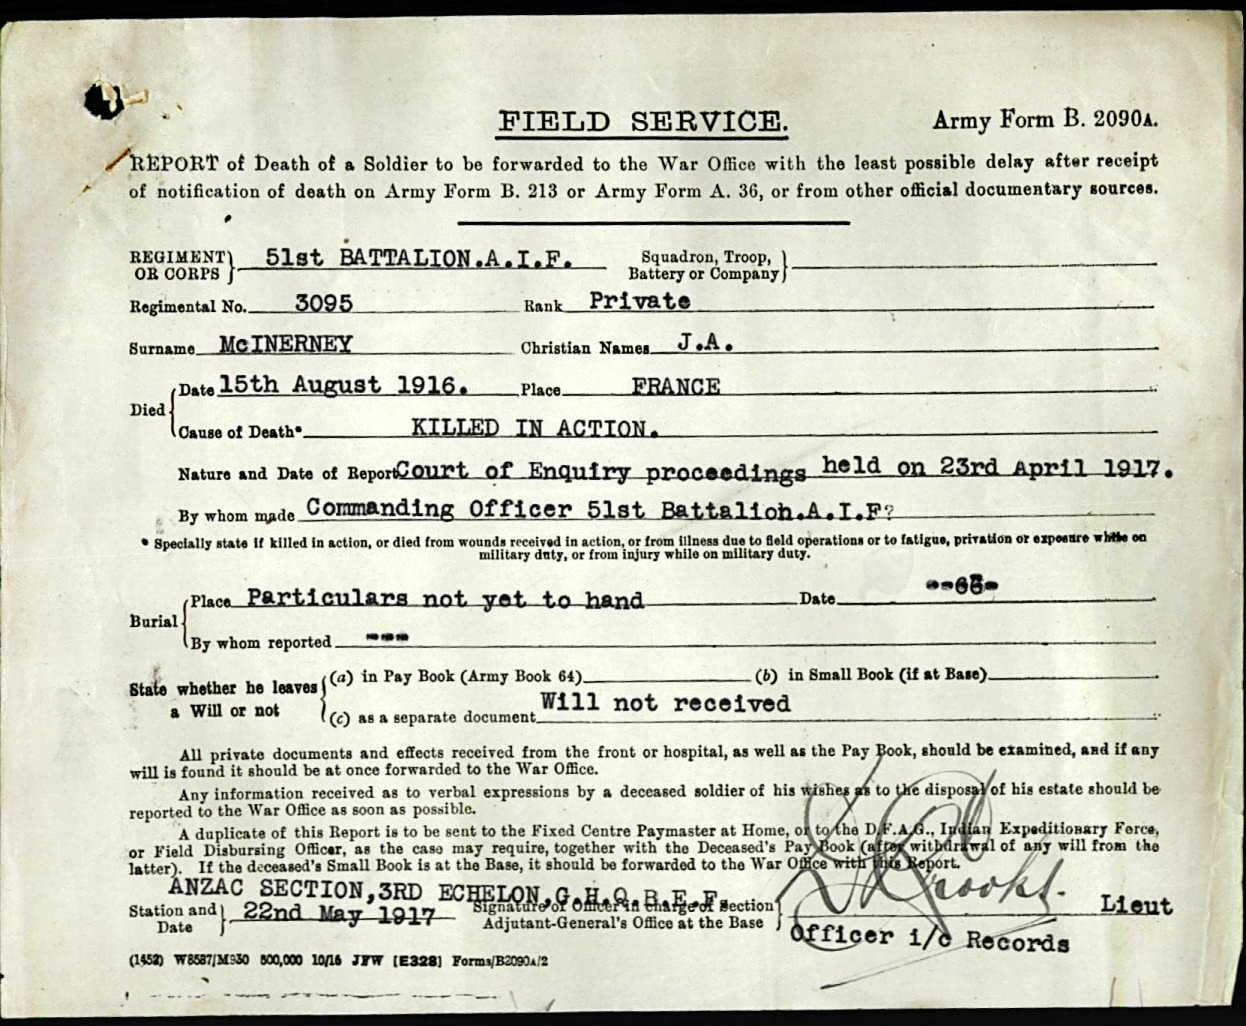 FIELD SERVICE. Army Form B. 2090A.
REPORT of Death of a Soldier to be forwarded to the War Office with the least possible delay after receipt
of notification of death on Army Form B. 213 or Army Form A. 36, or from other official documentary sources.
REGIMENT OR CORPS 51st BATTALION.A.I.F. Squadron, Troop, Battery or Company
Regimental No. 3095 Rank Private
Surname McINERNEY Christian Names J.A.
Died Date 15th August 1916. Place FRANCE
Cause of Death* KILLED IN ACTION.
Nature and Date of Report Court of Enquiry proceedings held on 23rd April 1917.
By whom made Commanding Officer 51st Battalion.A.I.F?
* Specially state if killed in action, or died from wounds received in action, or from illness due to field operations or to fatigue, privation or exposure while on
military duty, or from injury while on military duty.
Burial Place Particulars not yet to hand Date
By whom reported ---
State whether he leaves a Will or not (a) in Pay Book (Army Book 64) (b) in Small Book (if at Base)
(c) as a separate document Will not received
All private documents and effects received from the front or hospital, as well as the Pay Book, should be examined, and if any
will is found it should be at once forwarded to the War Office.
Any information received as to verbal expressions by a deceased soldier of his wishes as to the disposal of his estate should be
reported to the War Office as soon as possible.
A duplicate of this Report is to be sent to the Fixed Centre Paymaster at Home, or to the D.F.A.G., Indian Expeditionary Force,
or Field Disbursing Officer, as the case may require, together with the Deceased's Pay Book (after withdrawal of any will from the
latter). If the deceased's Small Book is at the Base, it should be forwarded to the War Office with this Report.
ANZAC SECTION,3RD ECHELON,G.H.Q.B.E.F.
Station and Date 22nd May 1917 Signature of Officer in charge of Section Adjutant-General's Office at the Base Lieut
Officer i/c Records
(1452) W8587/M930 500,000 10/16 JFW [E328] Forms/B2090A/2